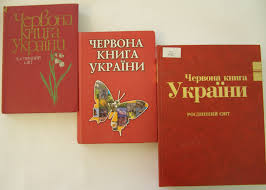 Червона
книга
України
РОСЛИННИЙ
СВІТ
ЧЕРВОНА
КНИГА
УКРАЇНИ
Червона книга
України
РОСЛИННИЙ СВІТ